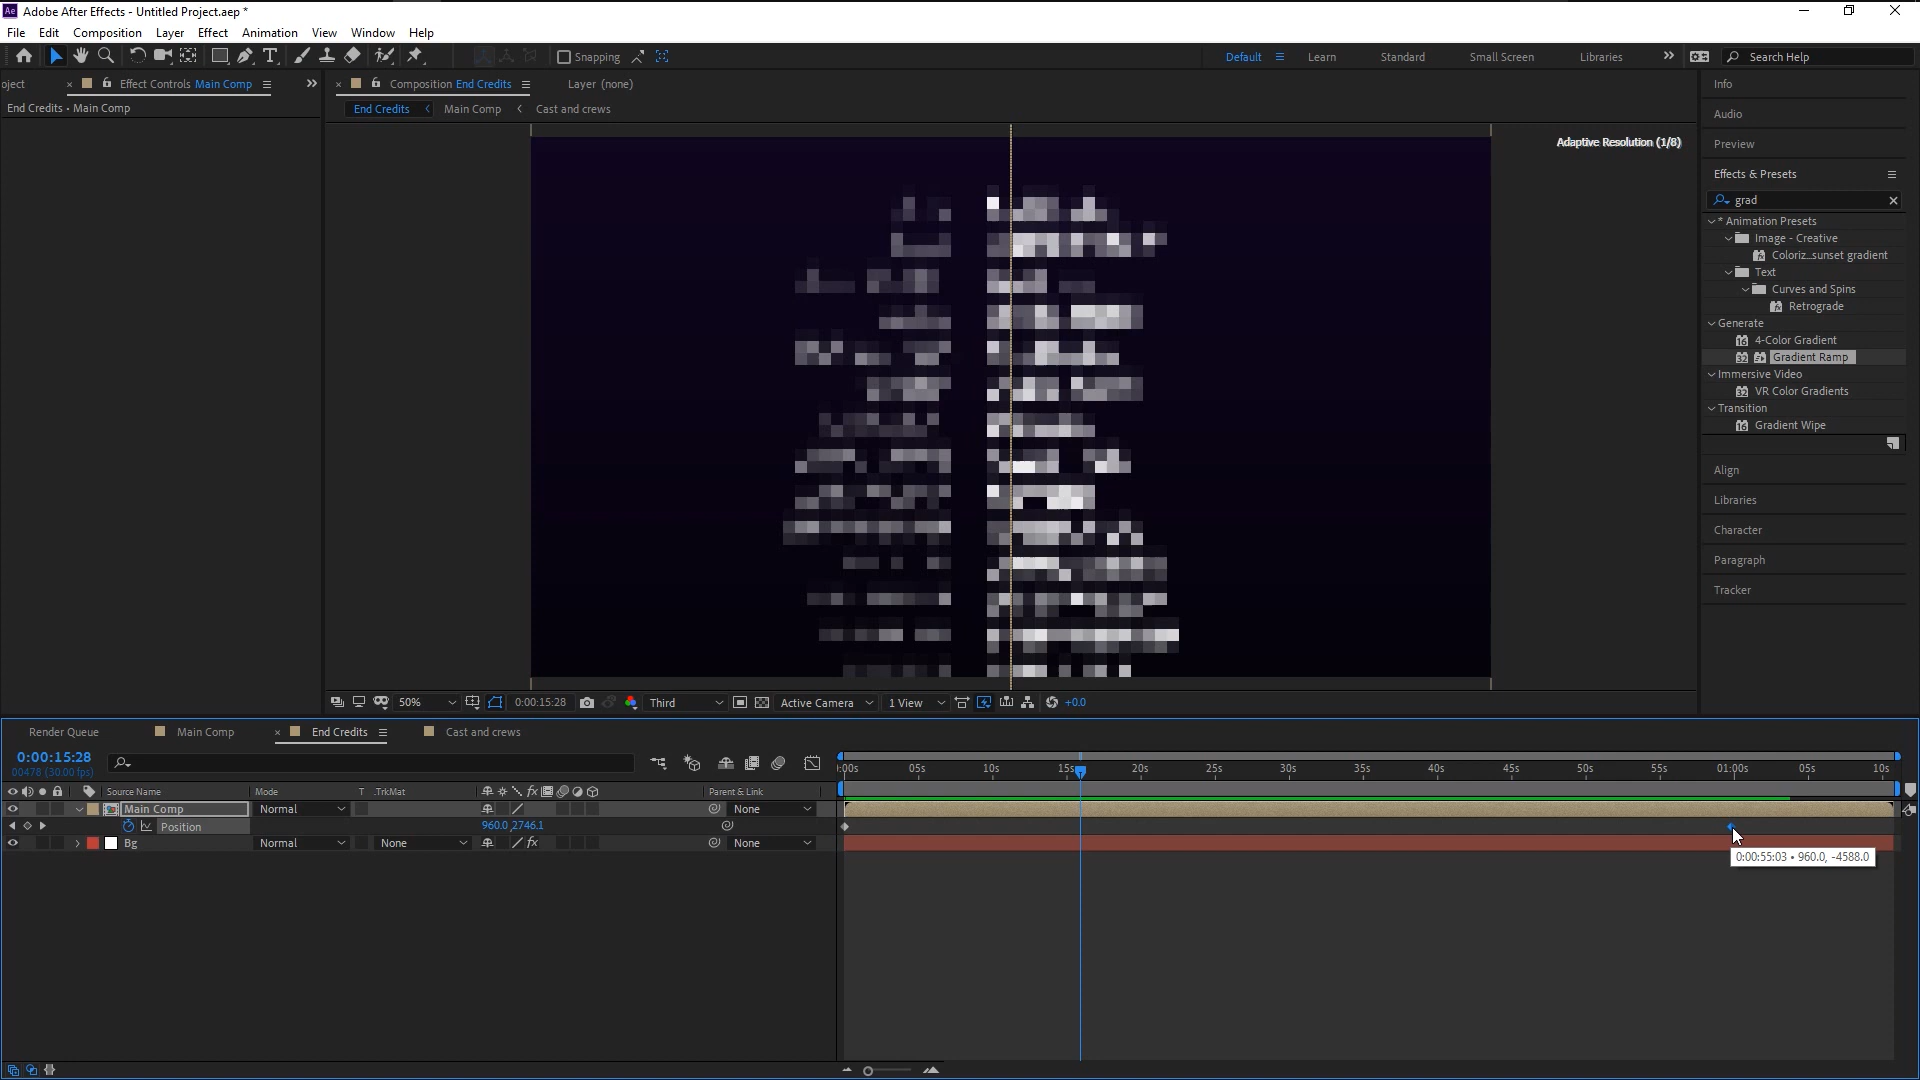 Adobe After Effects - Untitled Project.aep *
File Edit Composition Layer Effect Animation View Window Help
Snapping
Default Learn Standard Small Screen Libraries
Search Help
oject
Effect Controls Main Comp
End Credits • Main Comp
Composition End Credits
Layer (none)
End Credits Main Comp Cast and crews
Adaptive Resolution (1/8)
Info
Audio
Preview
Effects & Presets
grad
* Animation Presets
Image - Creative
Coloriz...sunset gradient
Text
Curves and Spins
Retrograde
Generate
4-Color Gradient
Gradient Ramp
Immersive Video
VR Color Gradients
Transition
Gradient Wipe
Align
Libraries
Character
Paragraph
Tracker
50%
0:00:15:28
Third
Active Camera
1 View
+0.0
Render Queue
Main Comp
End Credits
Cast and crews
0:00:15:28
00478 (30.00 fps)
:00s 05s 10s 15s 20s 25s 30s 35s 40s 45s 50s 55s 01:00s 05s 10s
Source Name Mode T .TrkMat Parent & Link
Main Comp Normal None
Position 960.0,2746.1
Bg Normal None None
0:00:55:03 • 960.0, -4588.0